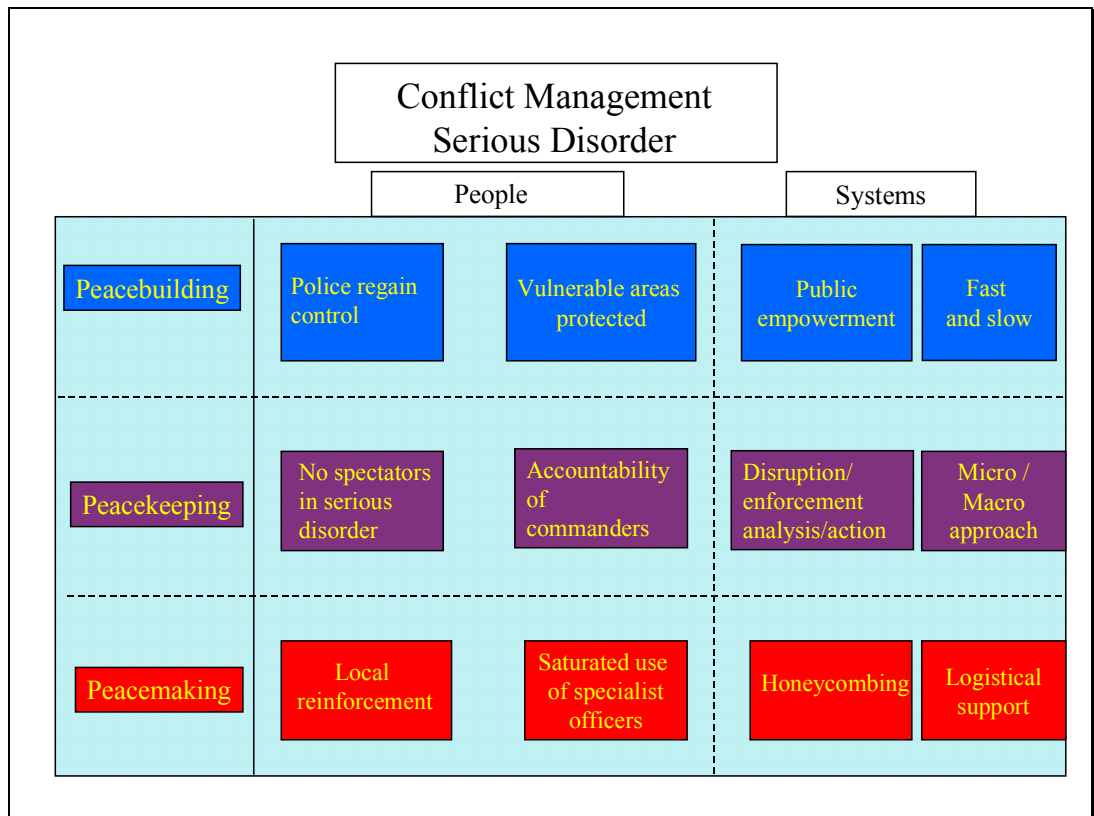 Conflict Management
Serious Disorder
People
Systems
Peacebuilding
Police regain
control
Vulnerable areas
protected
Public
empowerment
Fast
and slow
Peacekeeping
No spectators
in serious
disorder
Accountability
of
commanders
Disruption/
enforcement
analysis/action
Micro /
Macro
approach
Peacemaking
Local
reinforcement
Saturated use
of specialist
officers
Honeycombing
Logistical
support